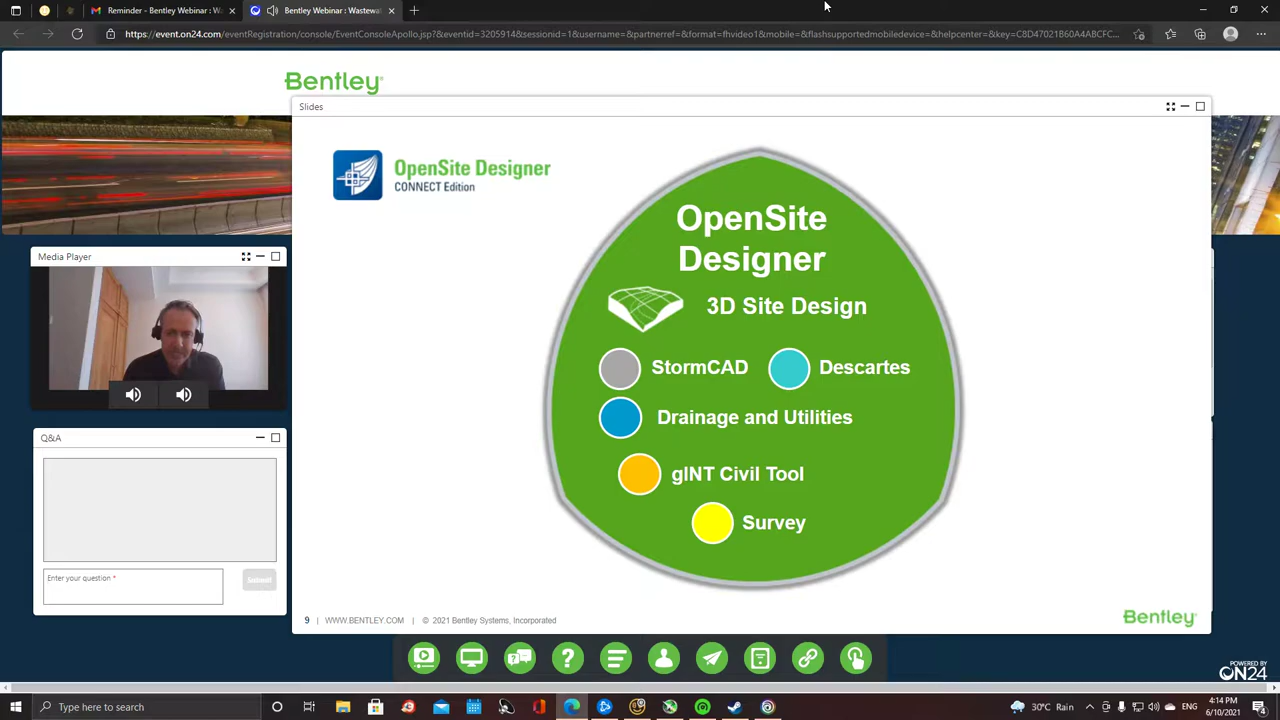 Reminder - Bentley Webinar: Wast
Bentley Webinar: Wastewat
https://event.on24.com/eventRegistration/console/EventConsoleApollo.jsp?&eventid=3205914&sessionid=1&username=&partnerref=&format=fhvideo1&mobile=&flashsupportedmobiledevice=&helpcenter=&key=C8D47021B60A4ABCFC...
Bentley
Slides
OpenSite Designer
CONNECT Edition
OpenSite
Designer
3D Site Design
StormCAD
Descartes
Drainage and Utilities
gINT Civil Tool
Survey
Media Player
Q&A
Enter your question *
Submit
9 | WWW.BENTLEY.COM | © 2021 Bentley Systems, Incorporated
Bentley
POWERED BY
ON24
Type here to search
30°C Rain
4:14 PM
6/10/2021